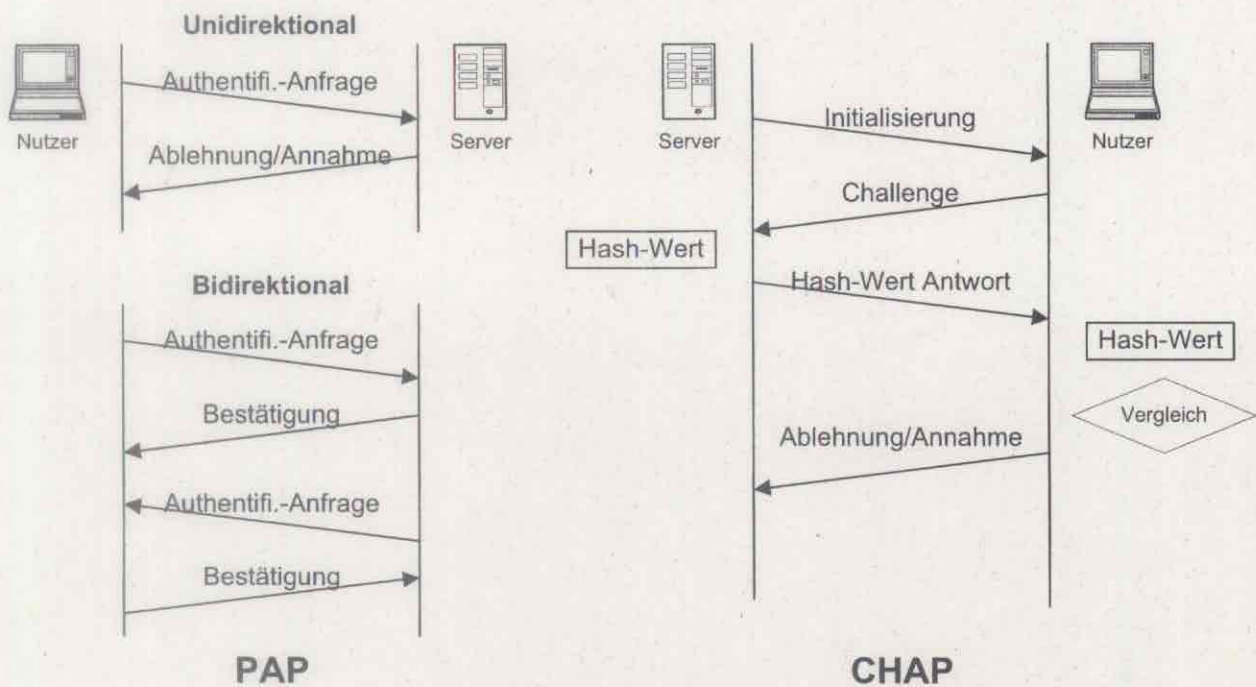 Unidirektional
Authentifi.-Anfrage
Nutzer
Server
Ablehnung/Annahme
Bidirektional
Authentifi.-Anfrage
Bestätigung
Authentifi.-Anfrage
Bestätigung
PAP
Server
Initialisierung
Nutzer
Challenge
Hash-Wert
Hash-Wert Antwort
Hash-Wert
Vergleich
Ablehnung/Annahme
CHAP